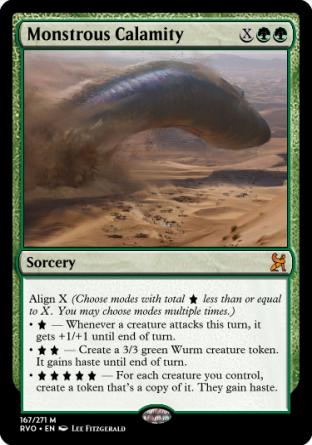 Monstrous Calamity X
Sorcery
Align X (Choose modes with total ★ less than or equal
to X. You may choose modes multiple times.)
• ★ — Whenever a creature attacks this turn, it
gets +1/+1 until end of turn.
• ★ ★ — Create a 3/3 green Wurm creature token.
It gains haste until end of turn.
• ★ ★ ★ ★ ★ — For each creature you control,
create a token that's a copy of it. They gain haste.
167/271 M
RVO • EN Lee Fitzgerald